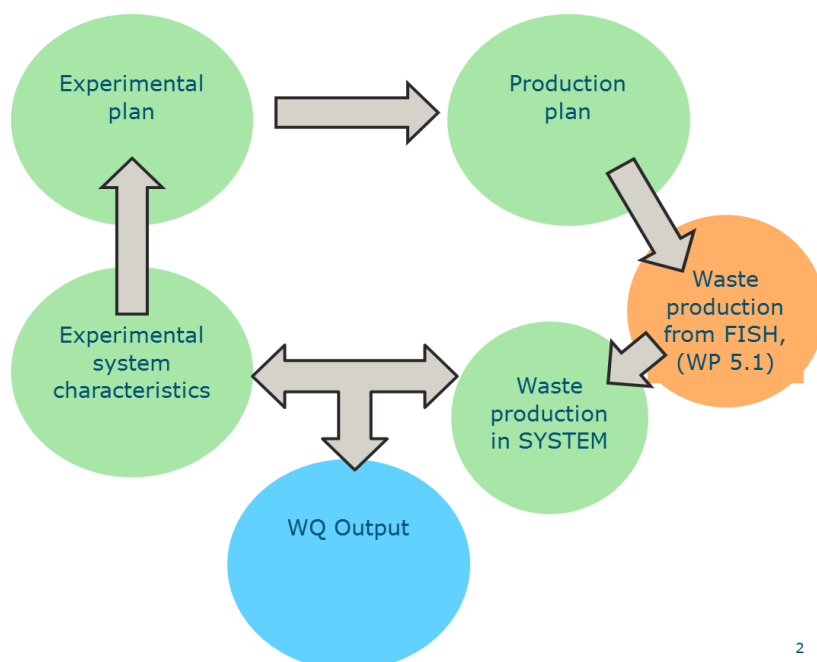 Experimental
plan
Production
plan
Waste
production
from FISH,
(WP 5.1)
Experimental
system
characteristics
Waste
production
in SYSTEM
WQ Output
2